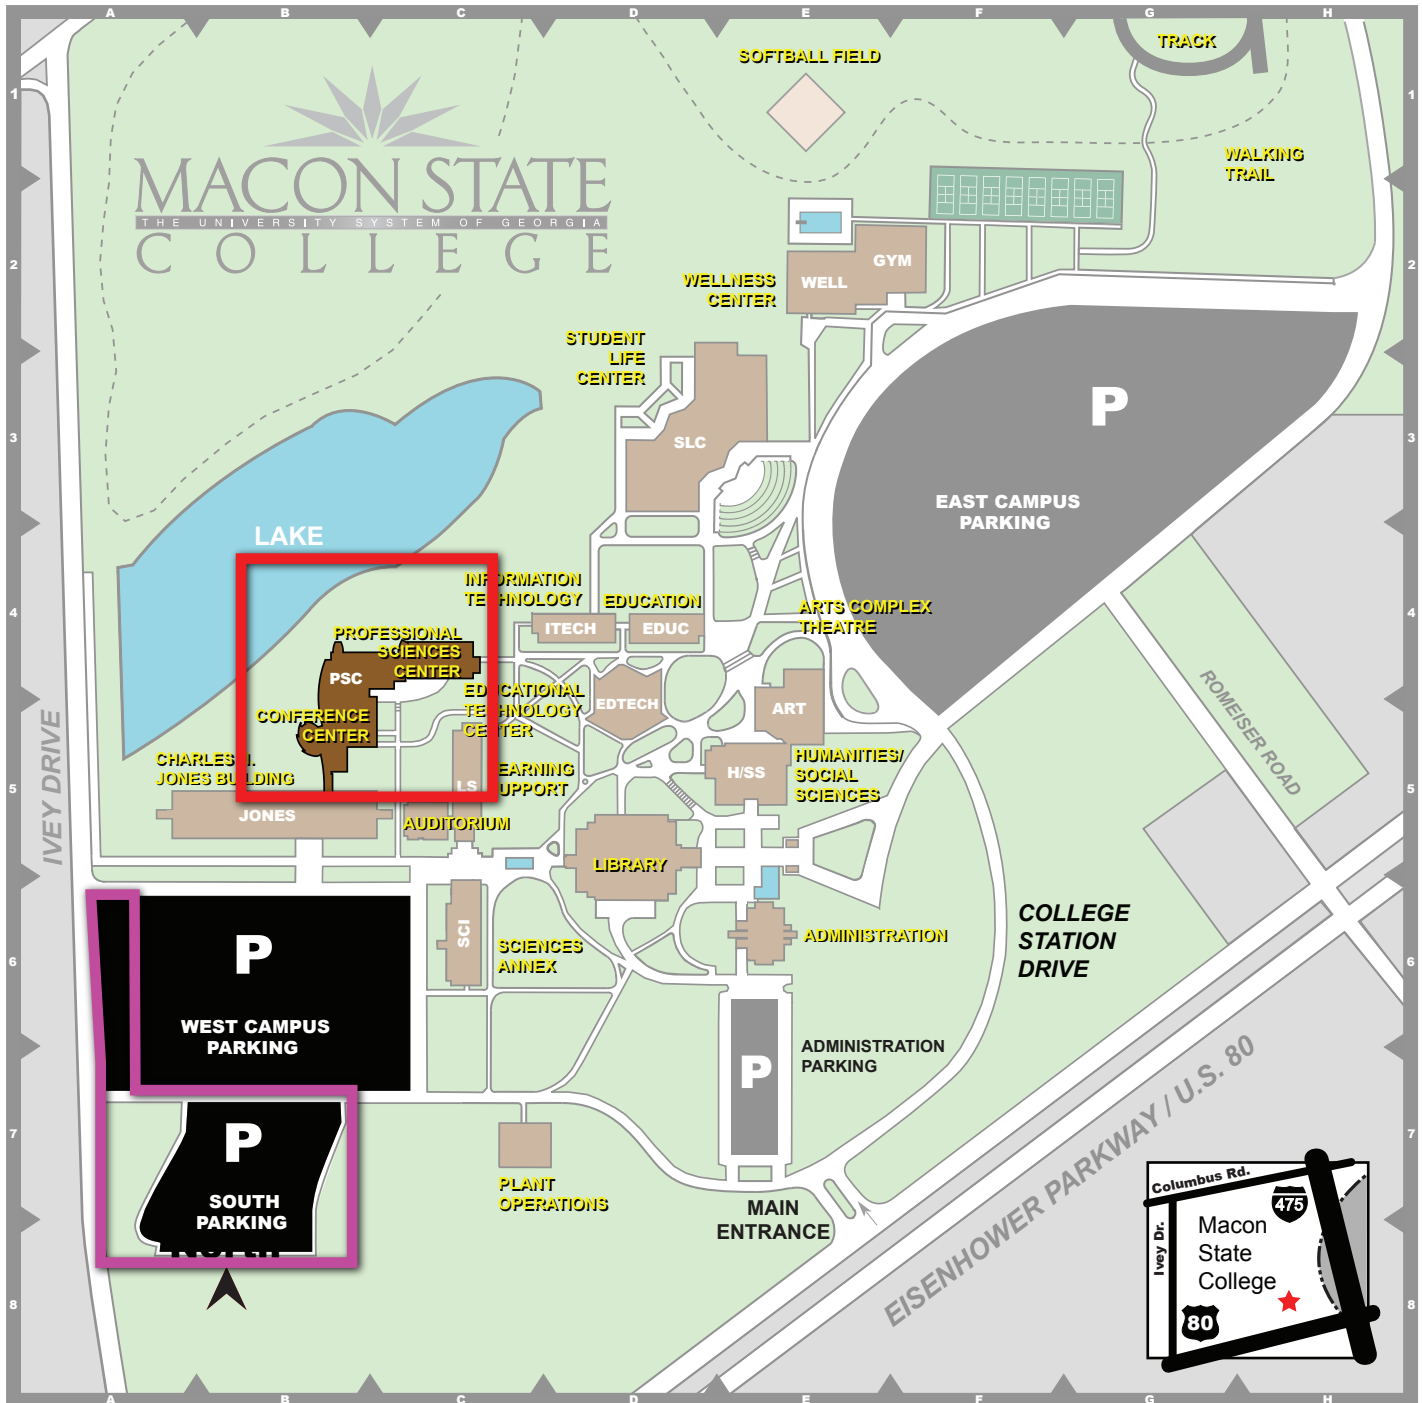 A B C D E F G H
TRACK
SOFTBALL FIELD
1 1
MACON STATE
THE UNIVERSITY SYSTEM OF GEORGIA
COLLEGE
WALKING
TRAIL
2 2
GYM
WELL
WELLNESS
CENTER
STUDENT
LIFE
CENTER
P
3 3
SLC
EAST CAMPUS
PARKING
LAKE
INFORMATION
TECHNOLOGY
EDUCATION
4 4
ITECH
EDUC
ARTS COMPLEX
THEATRE
PROFESSIONAL
SCIENCES
CENTER
PSC
EDUCATIONAL
TECHNOLOGY
CENTER
EDTECH
ART
CONFERENCE
CENTER
ROMEISER ROAD
IVEY DRIVE
CHARLES H.
JONES BUILDING
LEARNING
SUPPORT
LS
H/SS
HUMANITIES/
SOCIAL
SCIENCES
5 5
JONES
AUDITORIUM
LIBRARY
COLLEGE
STATION
DRIVE
SCI
SCIENCES
ANNEX
ADMINISTRATION
6 6
P
WEST CAMPUS
PARKING
P
ADMINISTRATION
PARKING
EISENHOWER PARKWAY / U.S. 80
7 7
P
SOUTH
PARKING
North
PLANT
OPERATIONS
MAIN
ENTRANCE
Columbus Rd.
475
Ivey Dr.
Macon
State
College
80
8 8
A B C D E F G H